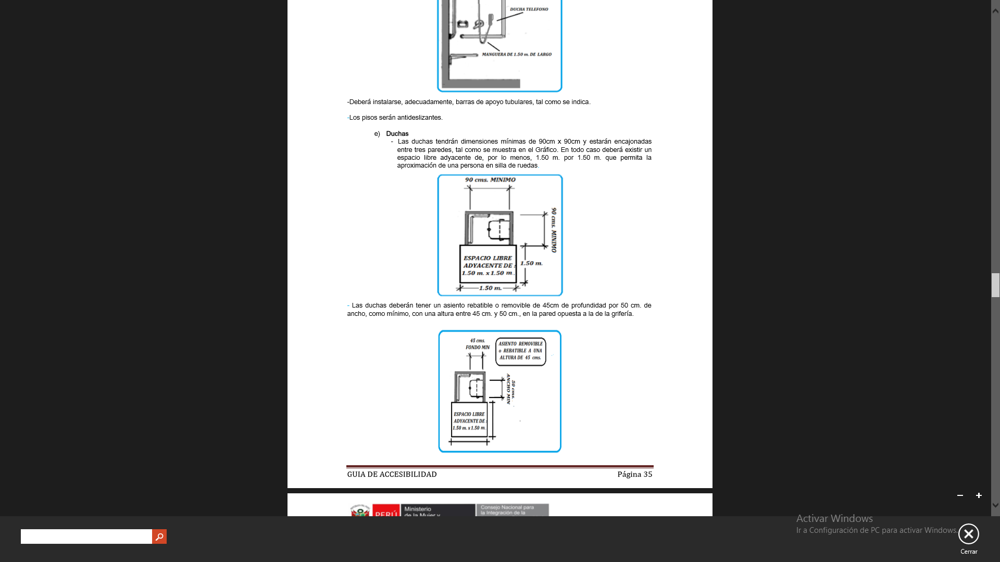 DUCHA TELEFONO
MANGUERA DE 1.50 m. DE LARGO
-Deberá instalarse, adecuadamente, barras de apoyo tubulares, tal como se indica.
-Los pisos serán antideslizantes.
e) Duchas
- Las duchas tendrán dimensiones mínimas de 90cm x 90cm y estarán encajonadas
entre tres paredes, tal como se muestra en el Gráfico. En todo caso deberá existir un
espacio libre adyacente de, por lo menos, 1.50 m. por 1.50 m. que permita la
aproximación de una persona en silla de ruedas.
90 cms. MINIMO
90 cms. MINIMO
ESPACIO LIBRE
ADYACENTE DE :
1.50 m. x 1.50 m.
1.50 m.
1.50 m.
- Las duchas deberán tener un asiento rebatible o removible de 45cm de profundidad por 50 cm. de
ancho, como mínimo, con una altura entre 45 cm. y 50 cm., en la pared opuesta a la de la grifería.
45 cms.
FONDO MIN
ASIENTO REMOVIBLE
o REBATIBLE A UNA
ALTURA DE 45 cms.
50 cms.
ANCHO MIN
ESPACIO LIBRE
ADYACENTE DE :
1.50 m. x 1.50 m.
GUIA DE ACCESIBILIDAD Página 35
PERÚ
Ministerio
de la Mujer y
Consejo Nacional para
la Integración de la
Activar Windows
Ir a Configuración de PC para activar Windows.
Cerrar